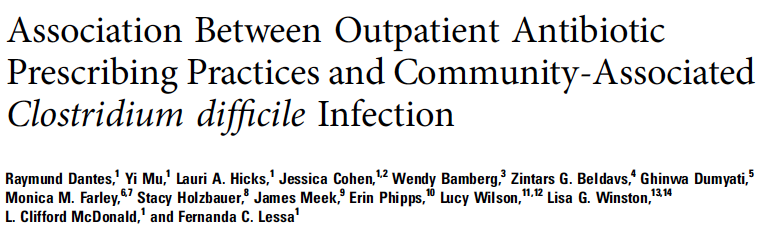 Association Between Outpatient Antibiotic
Prescribing Practices and Community-Associated
Clostridium difficile Infection
Raymund Dantes,1 Yi Mu,1 Lauri A. Hicks,1 Jessica Cohen,1,2 Wendy Bamberg,3 Zintars G. Beldavs,4 Ghinwa Dumyati,5
Monica M. Farley,6,7 Stacy Holzbauer,8 James Meek,9 Erin Phipps,10 Lucy Wilson,11,12 Lisa G. Winston,13,14
L. Clifford McDonald,1 and Fernanda C. Lessa1